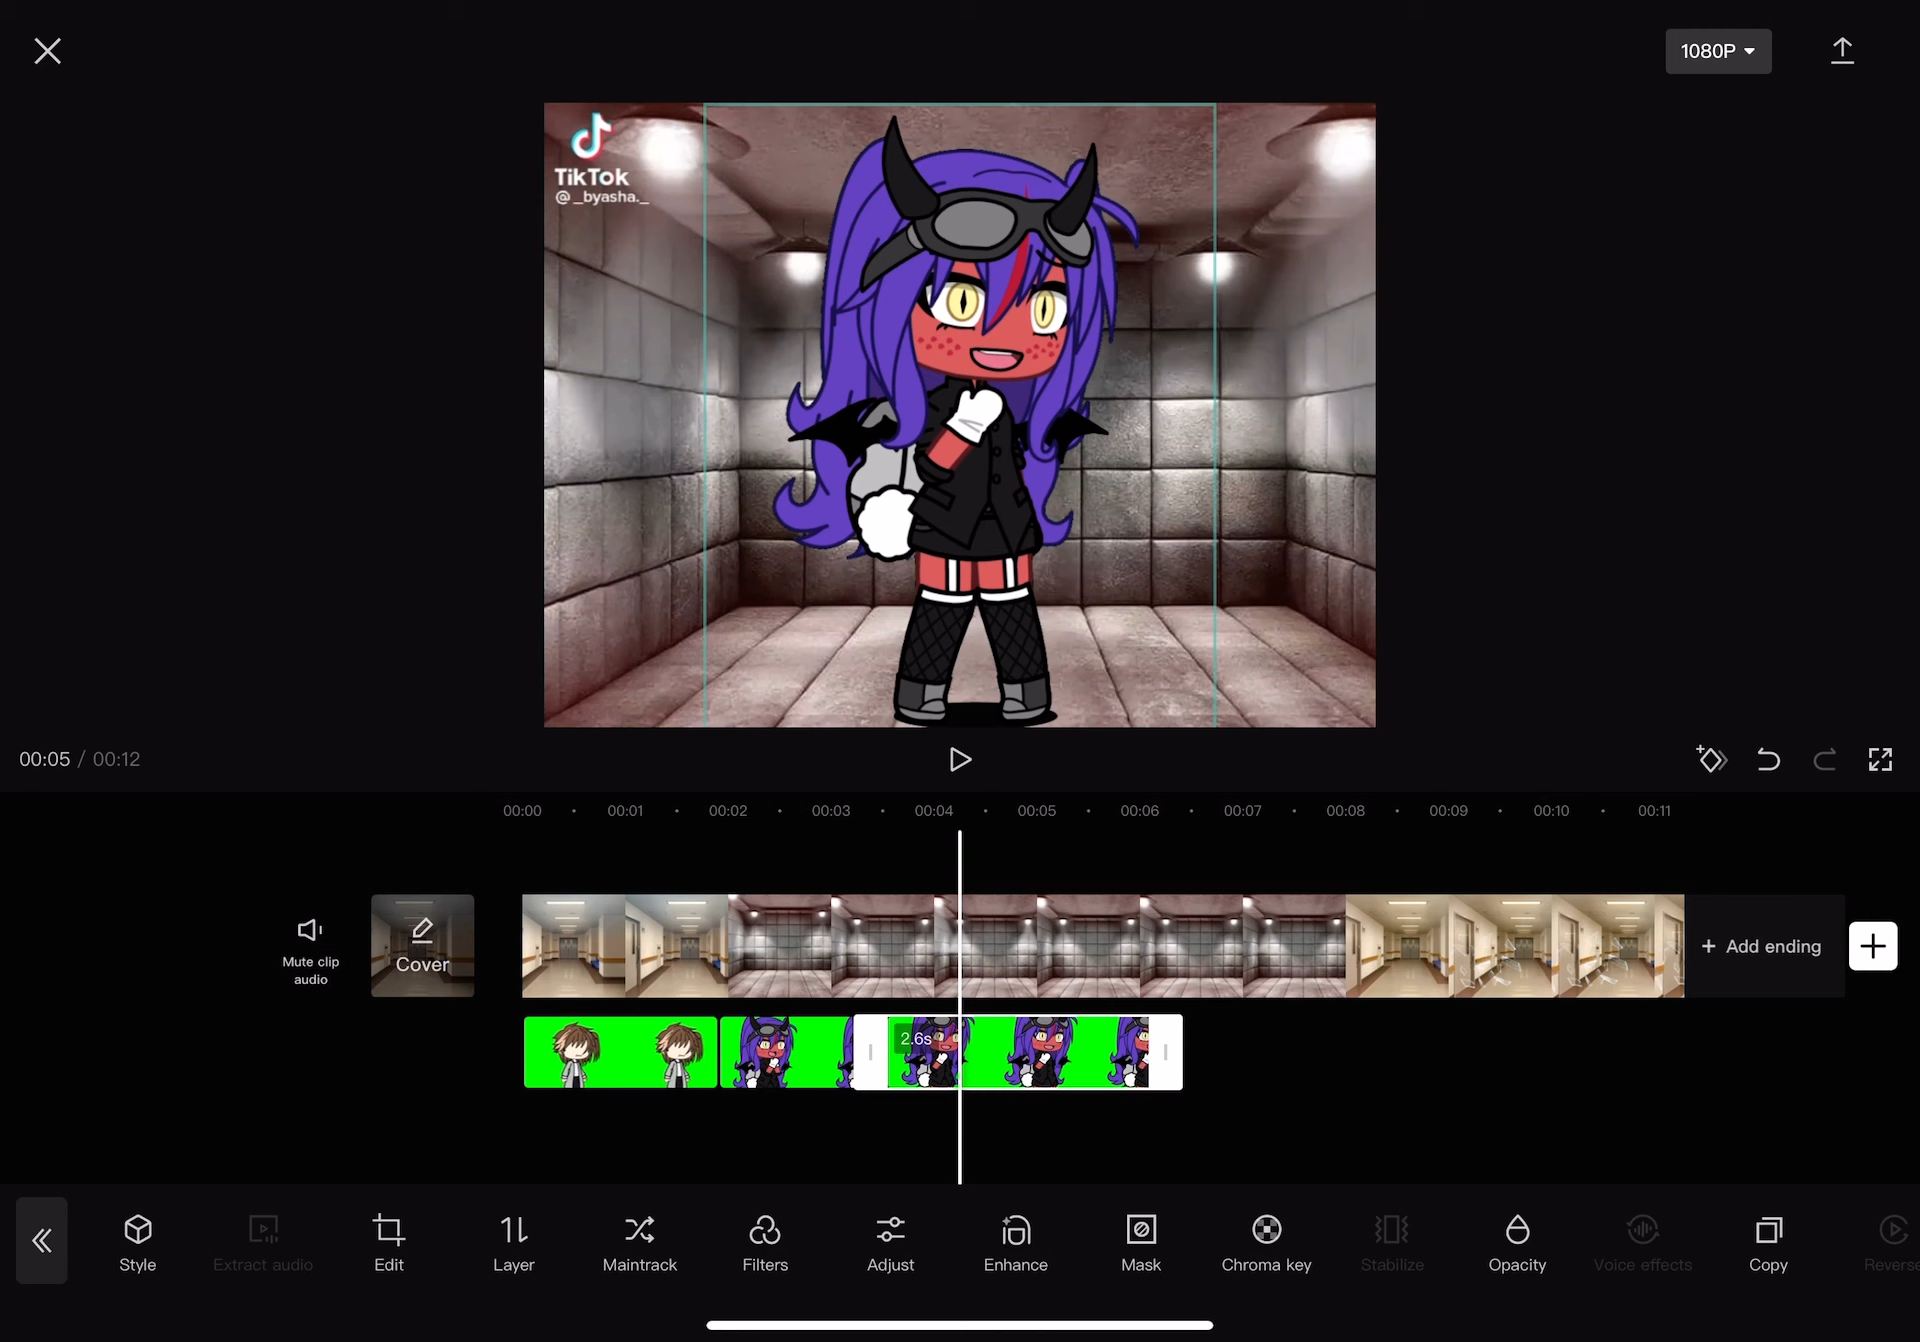 1080P
TikTok
@_byasha._
00:05 / 00:12
00:00 00:01 00:02 00:03 00:04 00:05 00:06 00:07 00:08 00:09 00:10 00:11
Mute clip
audio
Cover
+ Add ending
2.6s
Style
Extract audio
Edit
Layer
Maintrack
Filters
Adjust
Enhance
Mask
Chroma key
Stabilize
Opacity
Voice effects
Copy
Reverse